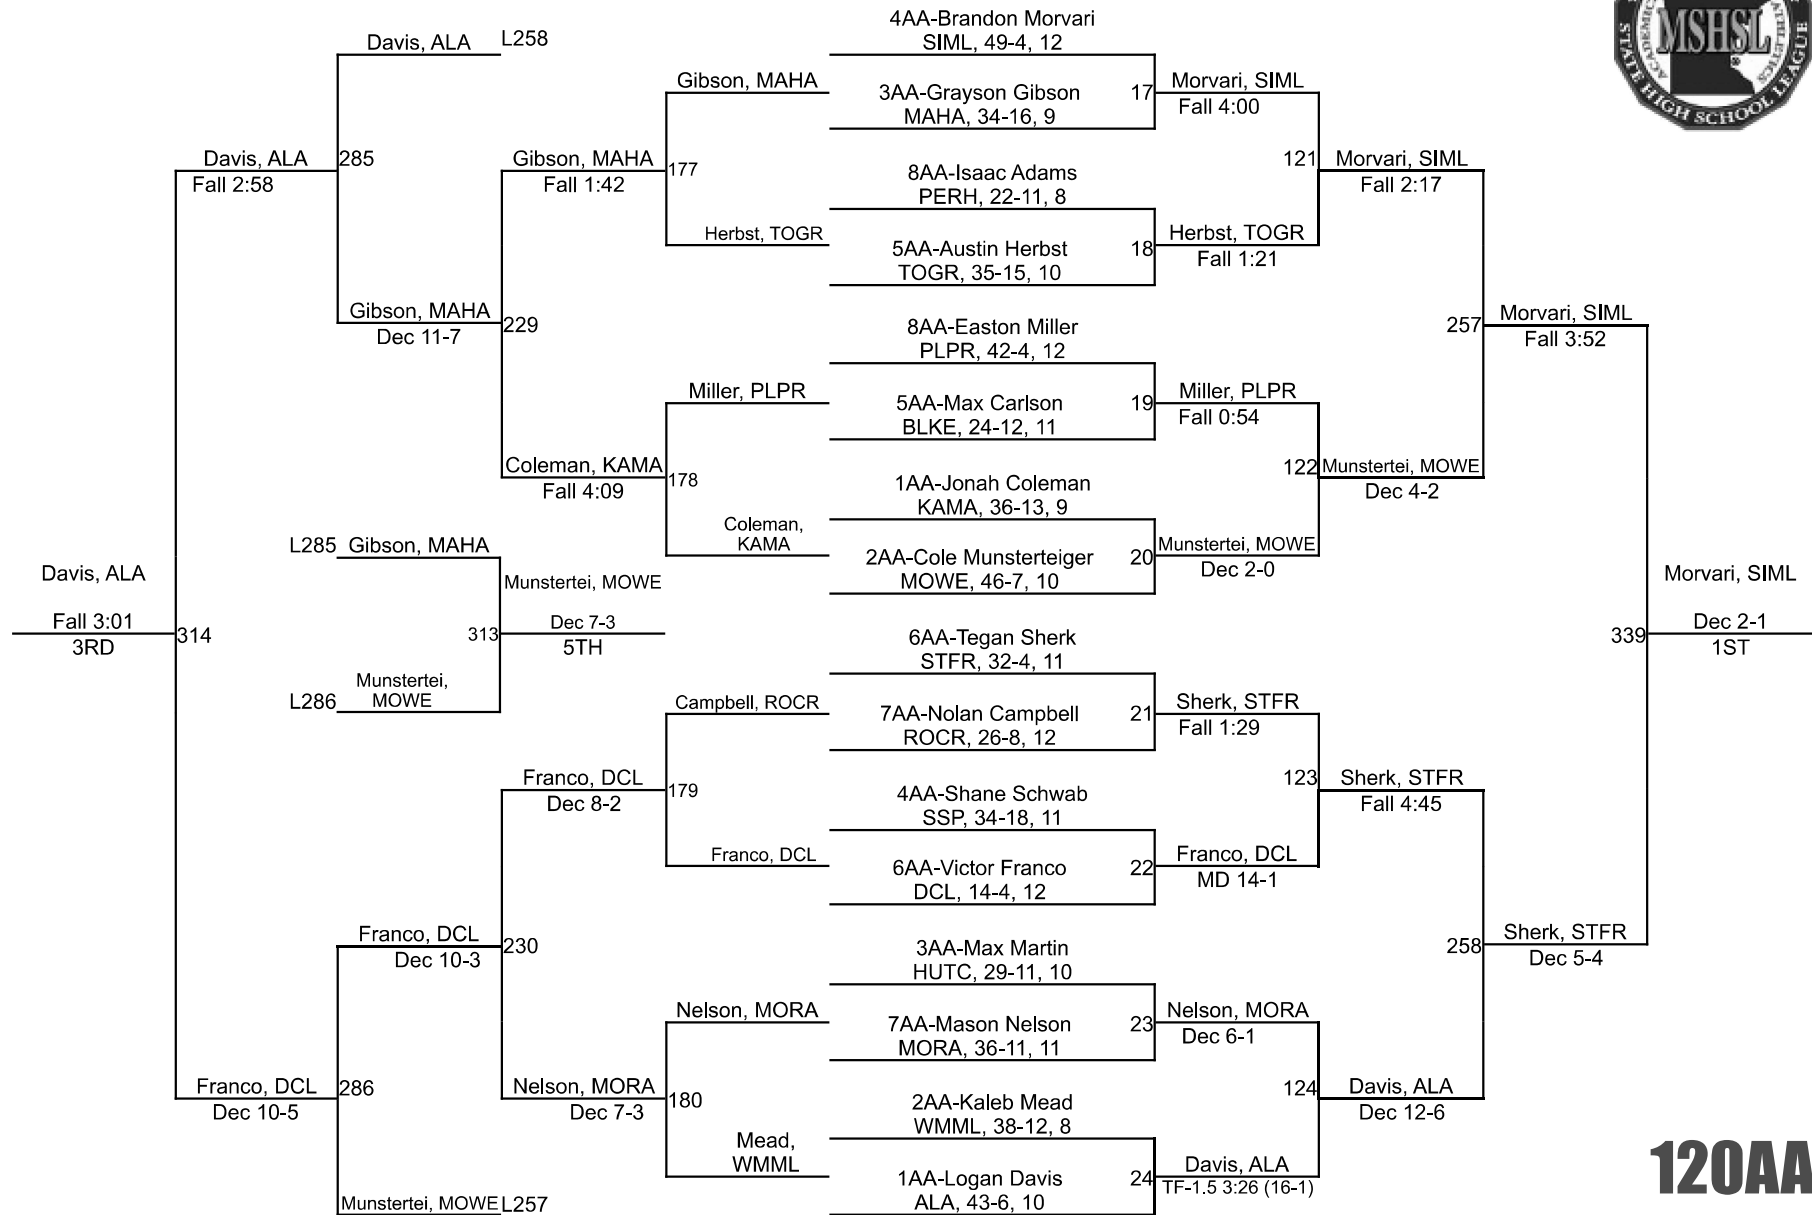 4AA-Brandon Morvari
SIML, 49-4, 12
3AA-Grayson Gibson
MAHA, 34-16, 9
8AA-Isaac Adams
PERH, 22-11, 8
5AA-Austin Herbst
TOGR, 35-15, 10
8AA-Easton Miller
PLPR, 42-4, 12
5AA-Max Carlson
BLKE, 24-12, 11
1AA-Jonah Coleman
KAMA, 36-13, 9
2AA-Cole Munsterteiger
MOWE, 46-7, 10
6AA-Tegan Sherk
STFR, 32-4, 11
7AA-Nolan Campbell
ROCR, 26-8, 12
4AA-Shane Schwab
SSP, 34-18, 11
6AA-Victor Franco
DCL, 14-4, 12
3AA-Max Martin
HUTC, 29-11, 10
7AA-Mason Nelson
MORA, 36-11, 11
2AA-Kaleb Mead
WMML, 38-12, 8
1AA-Logan Davis
ALA, 43-6, 10
17
Morvari, SIML
Fall 4:00
18
Herbst, TOGR
Fall 1:21
19
Miller, PLPR
Fall 0:54
20
Munstertei, MOWE
Dec 2-0
21
Sherk, STFR
Fall 1:29
22
Franco, DCL
MD 14-1
23
Nelson, MORA
Dec 6-1
24
Davis, ALA
TF-1.5 3:26 (16-1)
121
Morvari, SIML
Fall 2:17
122
Munstertei, MOWE
Dec 4-2
123
Sherk, STFR
Fall 4:45
124
Davis, ALA
Dec 12-6
257
Morvari, SIML
Fall 3:52
258
Sherk, STFR
Dec 5-4
339
Morvari, SIML
Dec 2-1
1ST
Gibson, MAHA
Herbst, TOGR
Miller, PLPR
Coleman,
KAMA
Campbell, ROCR
Franco, DCL
Nelson, MORA
Mead,
WMML
177
Gibson, MAHA
Fall 1:42
178
Coleman, KAMA
Fall 4:09
179
Franco, DCL
Dec 8-2
180
Nelson, MORA
Dec 7-3
229
Gibson, MAHA
Dec 11-7
230
Franco, DCL
Dec 10-3
Davis, ALA
L258
Munstertei, MOWE
L257
285
Davis, ALA
Fall 2:58
286
Franco, DCL
Dec 10-5
314
Davis, ALA
Fall 3:01
3RD
L285
Gibson, MAHA
L286
Munstertei,
MOWE
313
Munstertei, MOWE
Dec 7-3
5TH
MSHSL
STATE HIGH SCHOOL LEAGUE
120AA